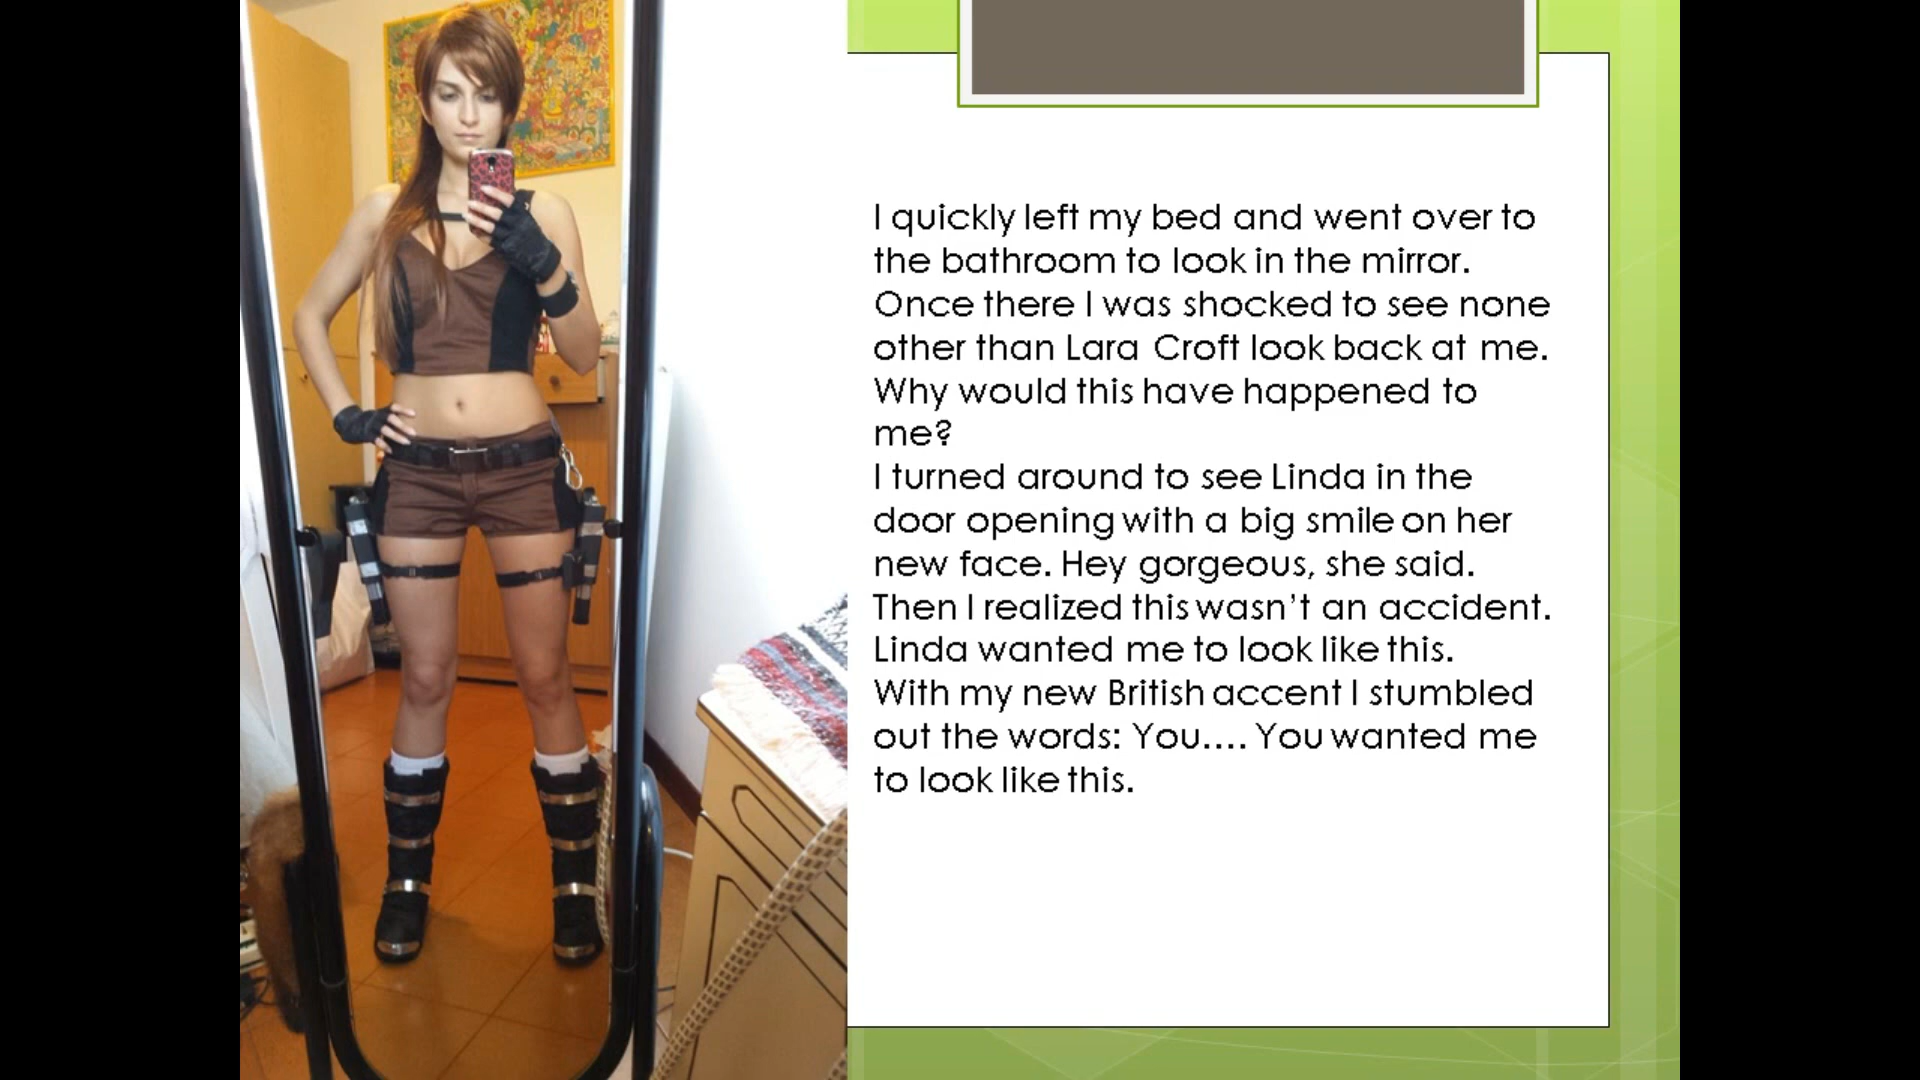 I quickly left my bed and went over to
the bathroom to look in the mirror.
Once there I was shocked to see none
other than Lara Croft look back at me.
Why would this have happened to
me?
I turned around to see Linda in the
door opening with a big smile on her
new face. Hey gorgeous, she said.
Then I realized this wasn't an accident.
Linda wanted me to look like this.
With my new British accent I stumbled
out the words: You.... You wanted me
to look like this.